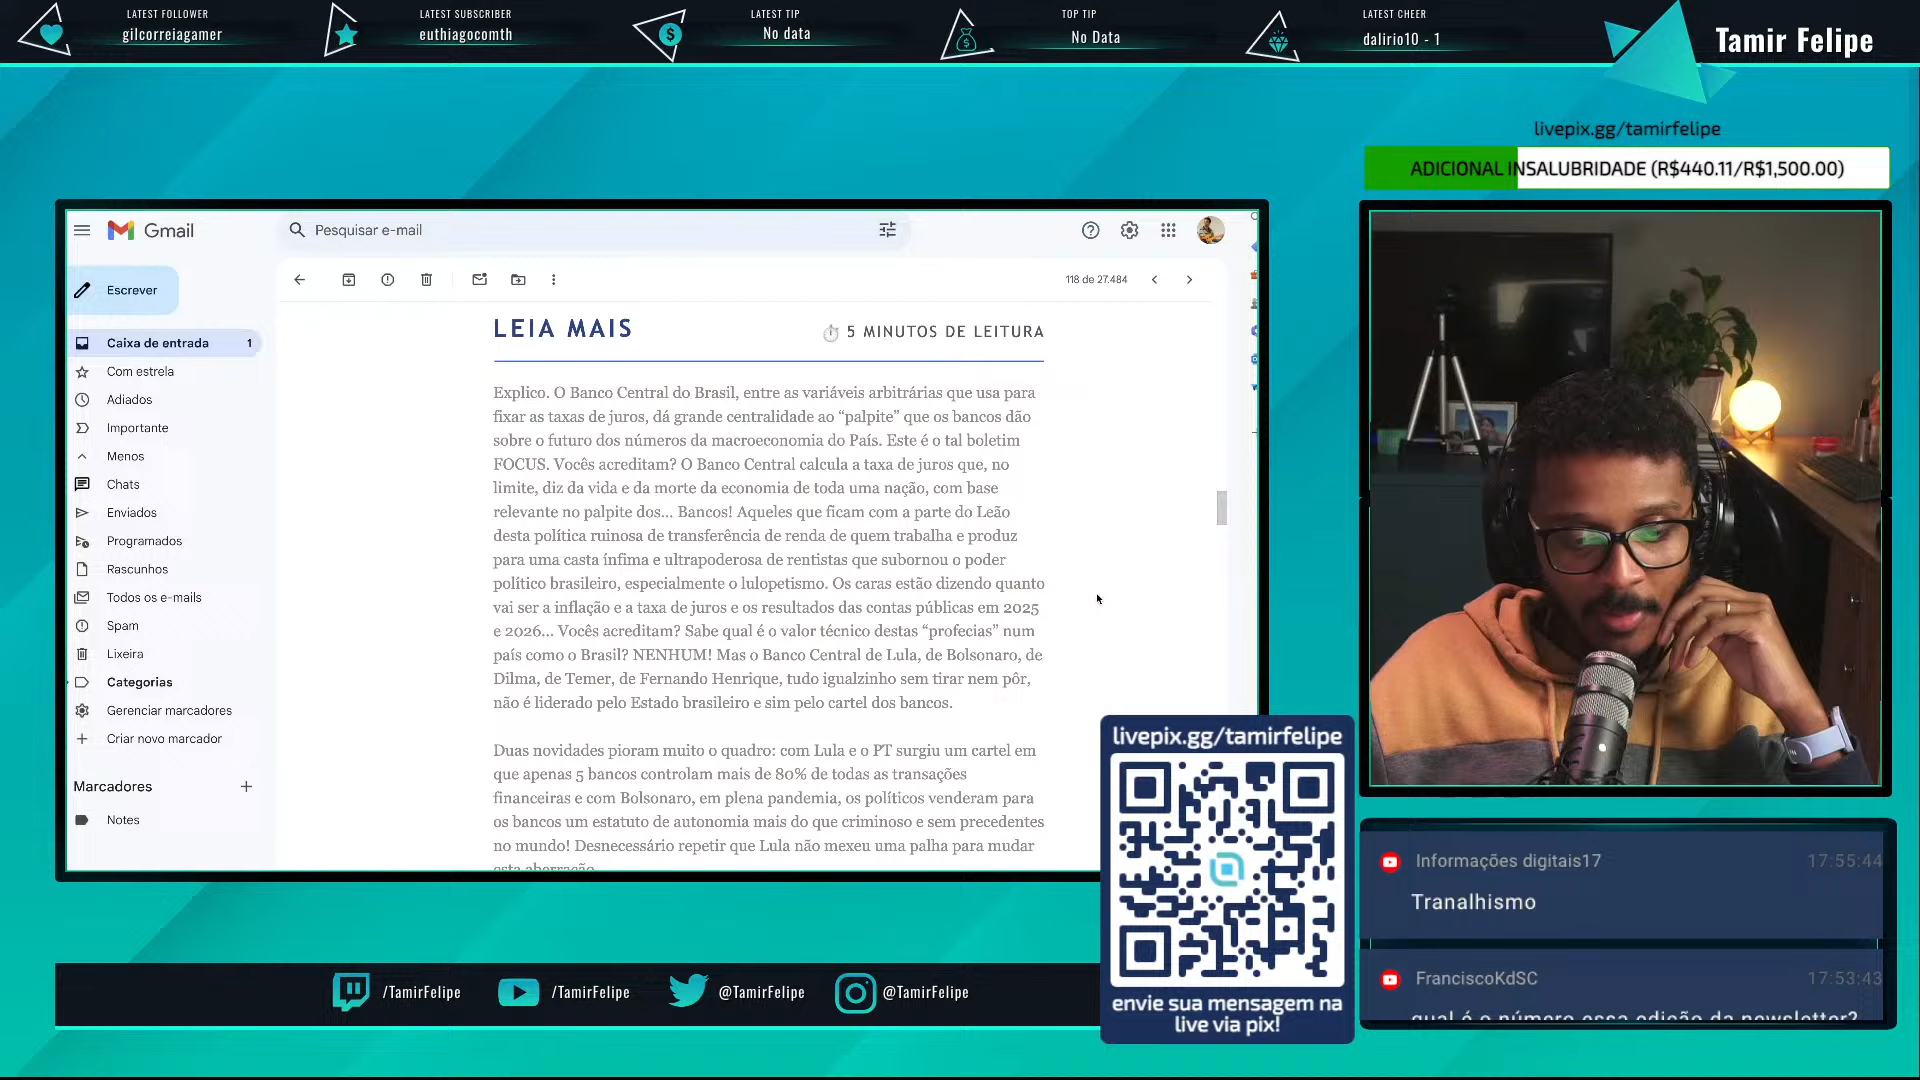 LATEST FOLLOWER
gilcorreiagamer
LATEST SUBSCRIBER
euthiagocomth
LATEST TIP
No data
TOP TIP
No Data
LATEST CHEER
dalirio10 - 1
Tamir Felipe
livepix.gg/tamirfelipe
ADICIONAL INSALUBRIDADE (R$440.11/R$1,500.00)
Gmail
Pesquisar e-mail
Escrever
118 de 27.484
Caixa de entrada 1
Com estrela
Adiados
Importante
Menos
Chats
Enviados
Programados
Rascunhos
Todos os e-mails
Spam
Lixeira
Categorias
Gerenciar marcadores
Criar novo marcador
Marcadores
Notes
LEIA MAIS
5 MINUTOS DE LEITURA
Explico. O Banco Central do Brasil, entre as variáveis arbitrárias que usa para
fixar as taxas de juros, dá grande centralidade ao “palpite” que os bancos dão
sobre o futuro dos números da macroeconomia do País. Este é o tal boletim
FOCUS. Vocês acreditam? O Banco Central calcula a taxa de juros que, no
limite, diz da vida e da morte da economia de toda uma nação, com base
relevante no palpite dos... Bancos! Aqueles que ficam com a parte do Leão
desta política ruinosa de transferência de renda de quem trabalha e produz
para uma casta ínfima e ultrapoderosa de rentistas que subornou o poder
político brasileiro, especialmente o lulopetismo. Os caras estão dizendo quanto
vai ser a inflação e a taxa de juros e os resultados das contas públicas em 2025
e 2026... Vocês acreditam? Sabe qual é o valor técnico destas “profecias” num
país como o Brasil? NENHUM! Mas o Banco Central de Lula, de Bolsonaro, de
Dilma, de Temer, de Fernando Henrique, tudo igualzinho sem tirar nem pôr,
não é liderado pelo Estado brasileiro e sim pelo cartel dos bancos.
Duas novidades pioram muito o quadro: com Lula e o PT surgiu um cartel em
que apenas 5 bancos controlam mais de 80% de todas as transações
financeiras e com Bolsonaro, em plena pandemia, os políticos venderam para
os bancos um estatuto de autonomia mais do que criminoso e sem precedentes
no mundo! Desnecessário repetir que Lula não mexeu uma palha para mudar
esta aberração.
livepix.gg/tamirfelipe
envie sua mensagem na
live via pix!
Informações digitais17 17:55:44
Tranalhismo
FranciscoKdSC 17:53:43
qual é o número essa edição da newsletter?
/TamirFelipe
/TamirFelipe
@TamirFelipe
@TamirFelipe